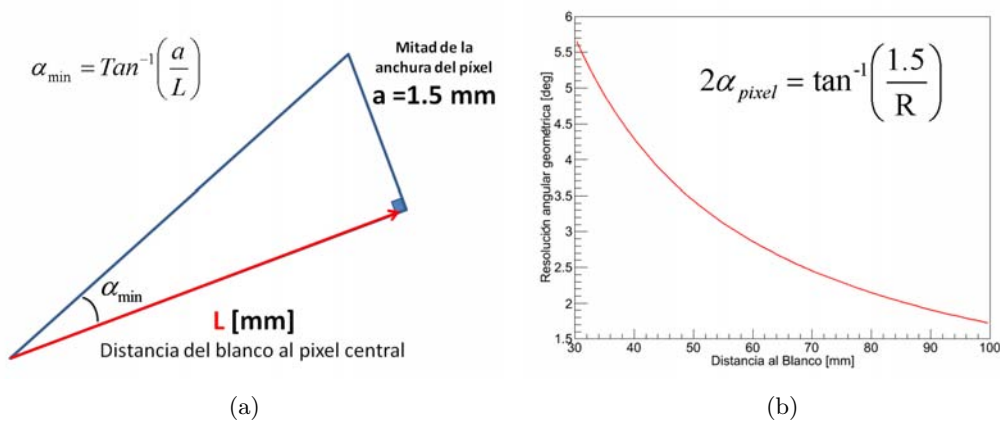 α_min = Tan⁻¹(a/L)
Mitad de la
anchura del pixel
a =1.5 mm
α_min
L [mm]
Distancia del blanco al pixel central
(a)
2α_pixel = tan⁻¹(1.5/R)
Resolución angular geométrica [deg]
6
5.5
5
4.5
4
3.5
3
2.5
2
1.5
30 40 50 60 70 80 90 100
Distancia al Blanco [mm]
(b)